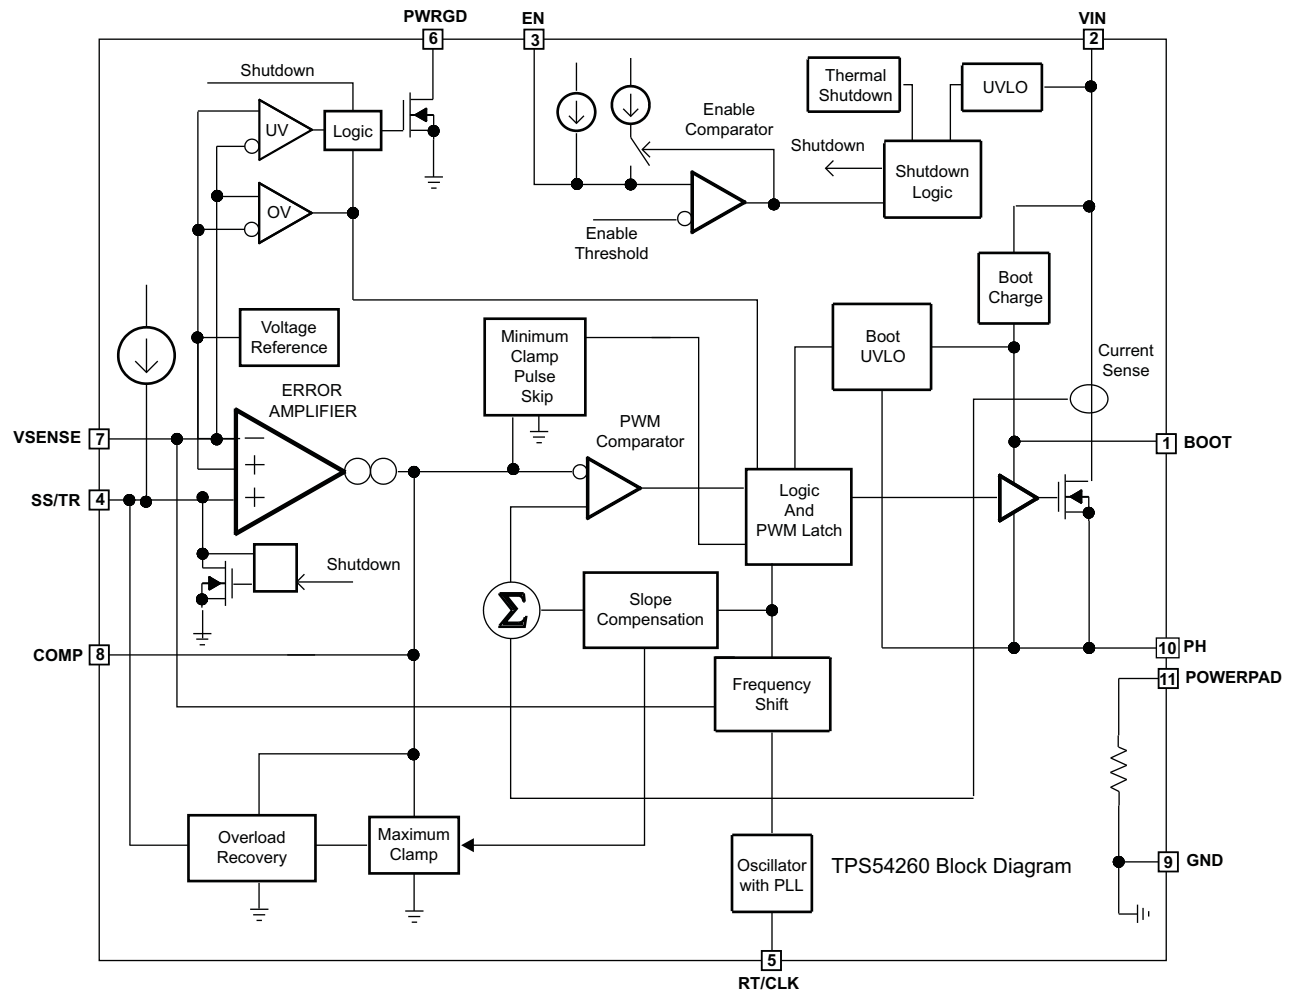 PWRGD
6
EN
3
VIN
2
Shutdown
UV
Logic
OV
Enable
Comparator
Enable
Threshold
Thermal
Shutdown
UVLO
Shutdown
Shutdown
Logic
Boot
Charge
Voltage
Reference
ERROR
AMPLIFIER
Minimum
Clamp
Pulse
Skip
PWM
Comparator
Boot
UVLO
Current
Sense
VSENSE 7
−
+
+
SS/TR 4
1 BOOT
Logic
And
PWM Latch
Shutdown
Σ
Slope
Compensation
COMP 8
10 PH
11 POWERPAD
Frequency
Shift
Overload
Recovery
Maximum
Clamp
Oscillator
with PLL
TPS54260 Block Diagram
9 GND
5
RT/CLK